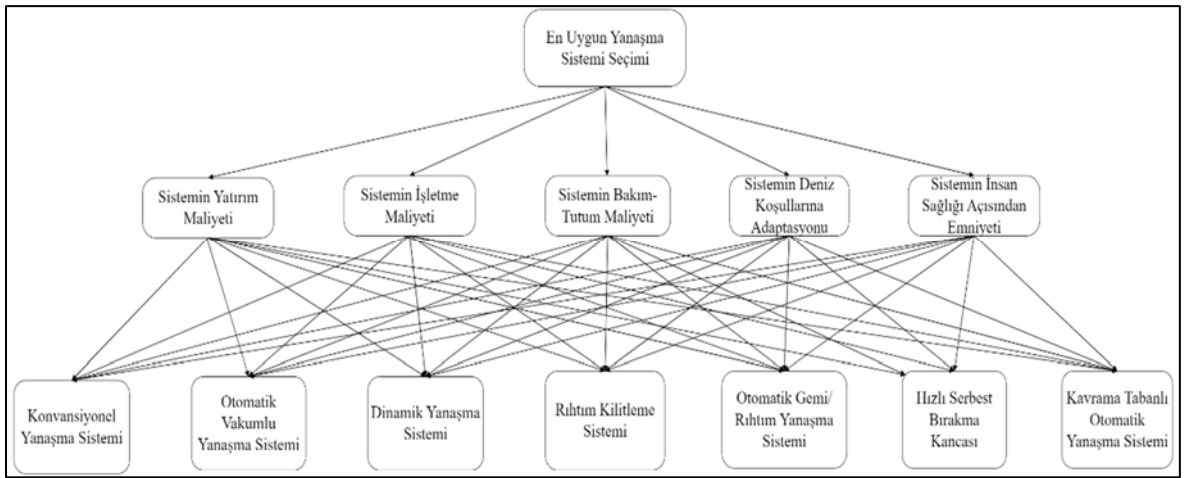 En Uygun Yanaşma
Sistemi Seçimi
Sistemin Yatırım
Maliyeti
Sistemin İşletme
Maliyeti
Sistemin Bakım-
Tutum Maliyeti
Sistemin Deniz
Koşullarına
Adaptasyonu
Sistemin İnsan
Sağlığı Açısından
Emniyeti
Konvansiyonel
Yanaşma Sistemi
Otomatik
Vakumlu
Yanaşma Sistemi
Dinamik Yanaşma
Sistemi
Rıhtım Kilitleme
Sistemi
Otomatik Gemi/
Rıhtım Yanaşma
Sistemi
Hızlı Serbest
Bırakma
Kancası
Kavrama Tabanlı
Otomatik
Yanaşma Sistemi